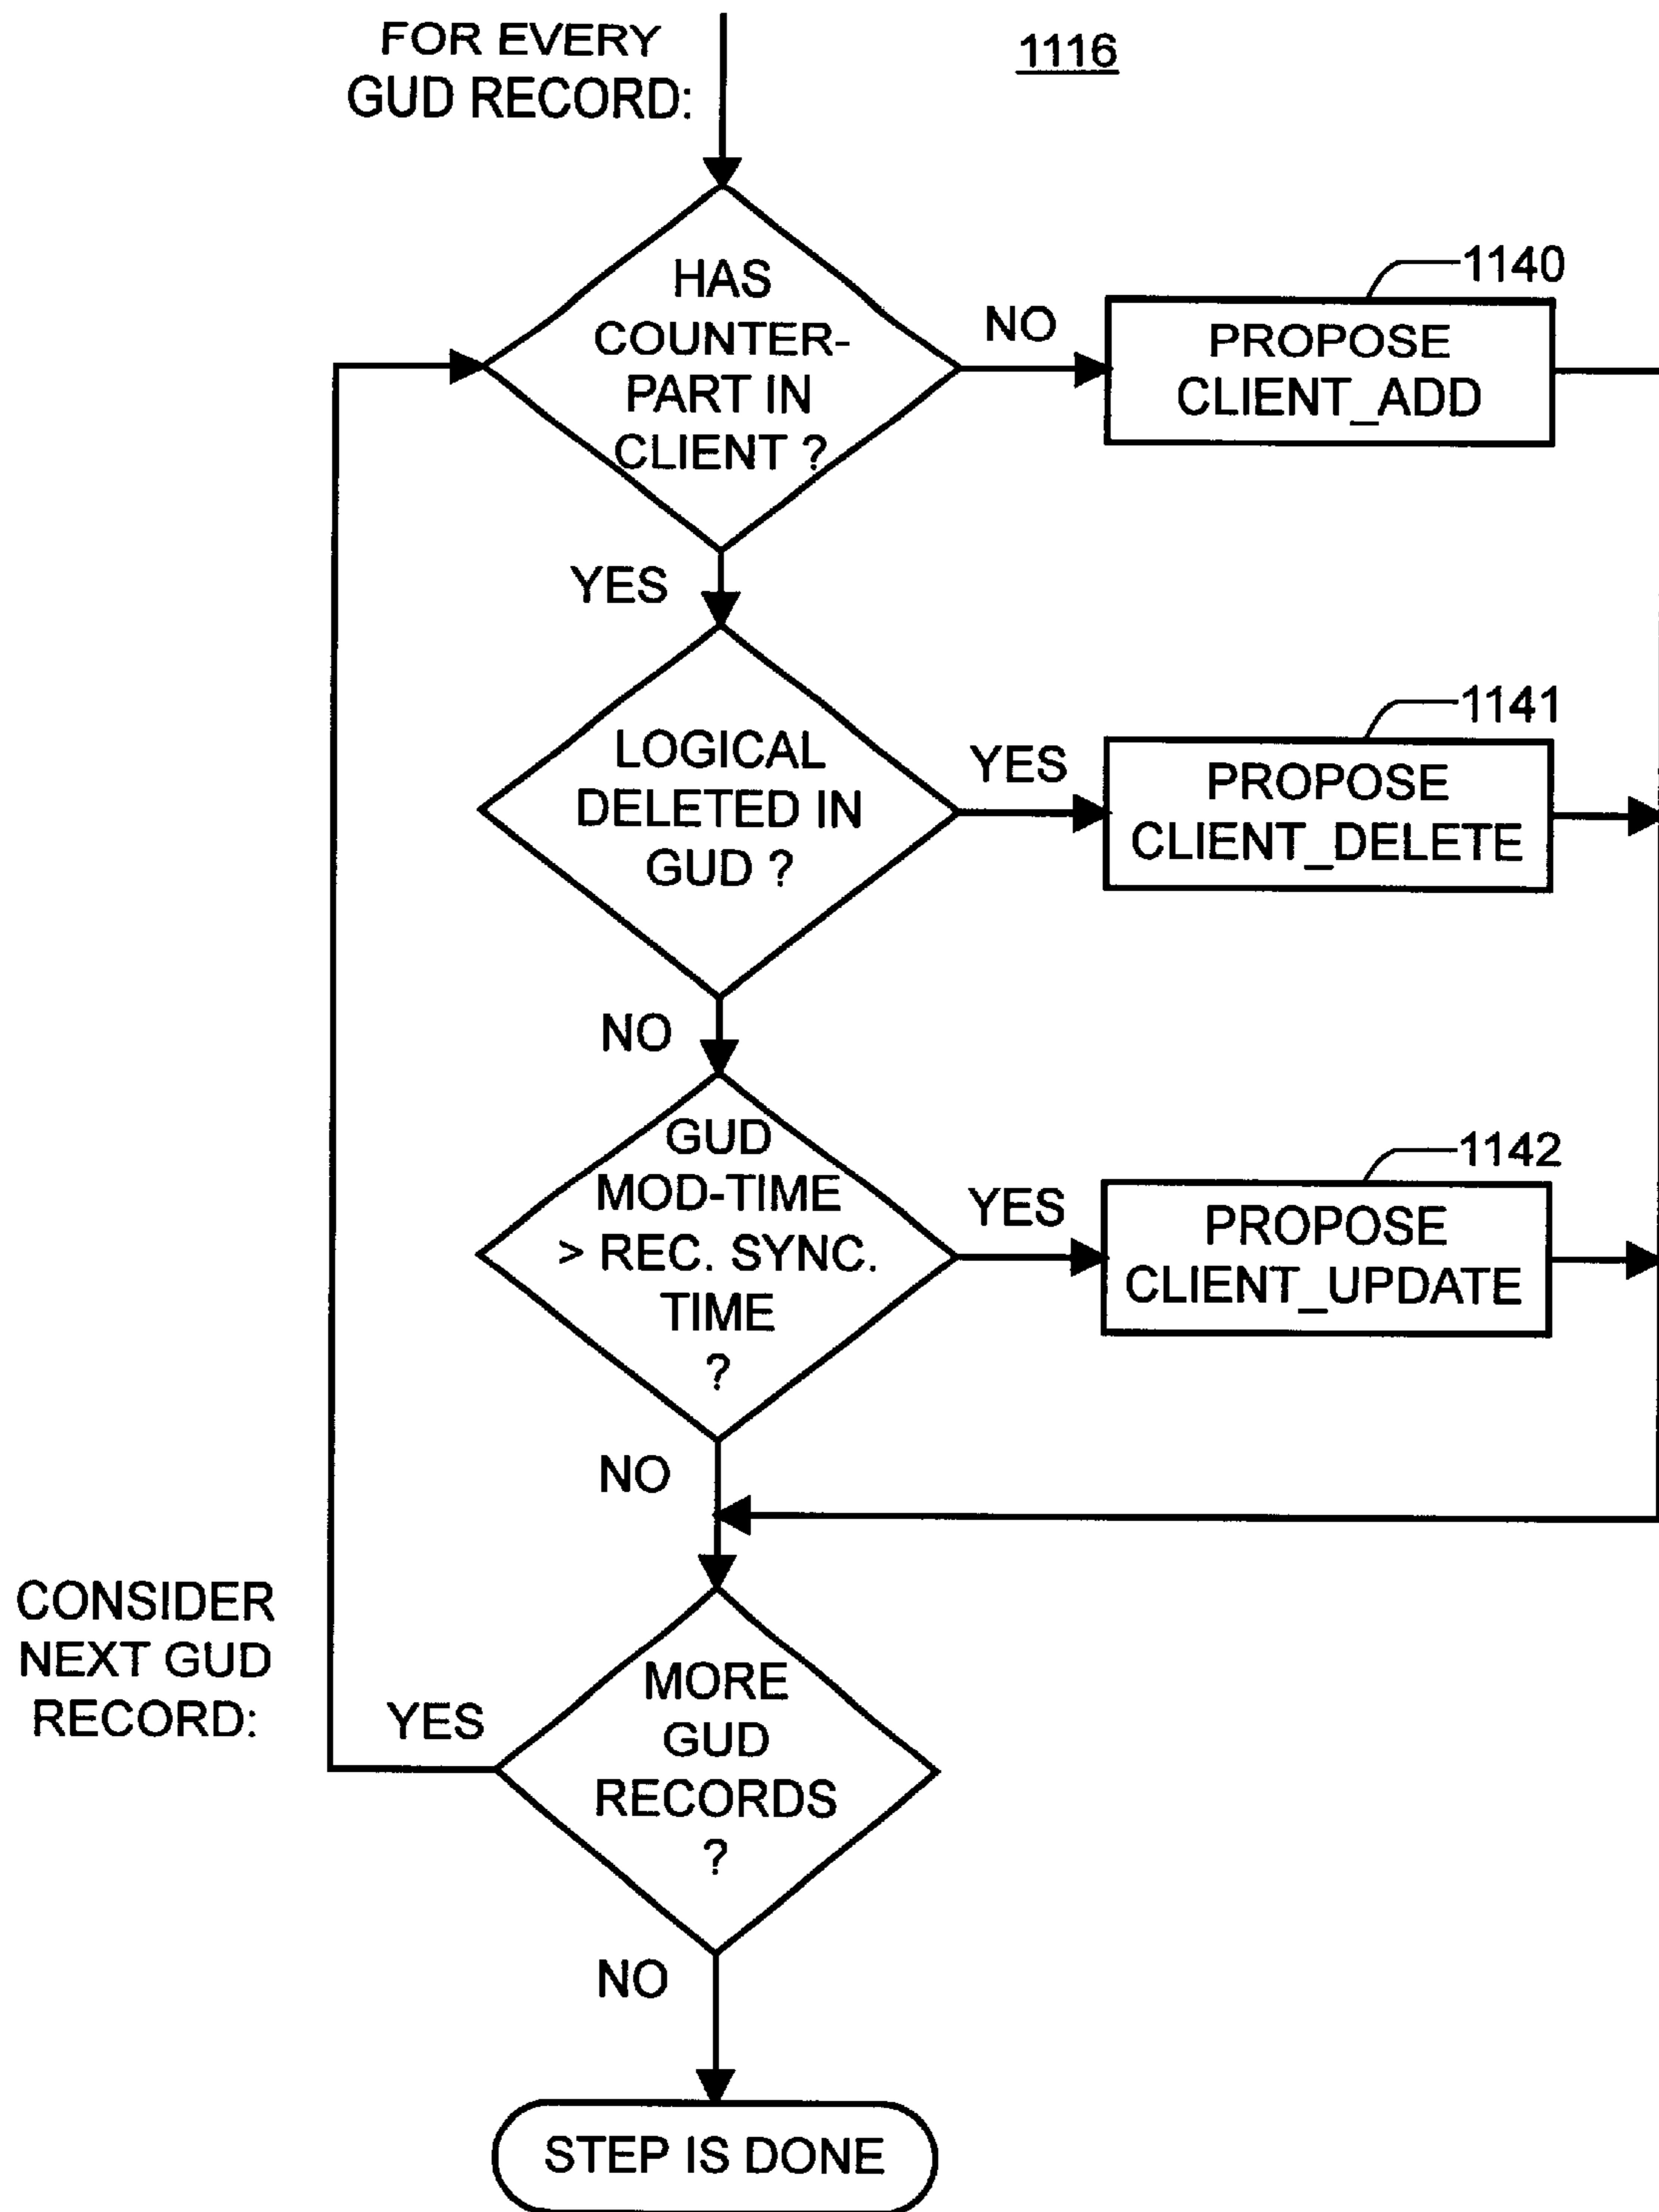 FOR EVERY
GUD RECORD:
1116
HAS
COUNTER-
PART IN
CLIENT ?
NO
1140
PROPOSE
CLIENT_ADD
YES
LOGICAL
DELETED IN
GUD ?
YES
1141
PROPOSE
CLIENT_DELETE
NO
GUD
MOD-TIME
> REC. SYNC.
TIME
?
YES
1142
PROPOSE
CLIENT_UPDATE
NO
CONSIDER
NEXT GUD
RECORD:
YES
MORE
GUD
RECORDS
?
NO
STEP IS DONE